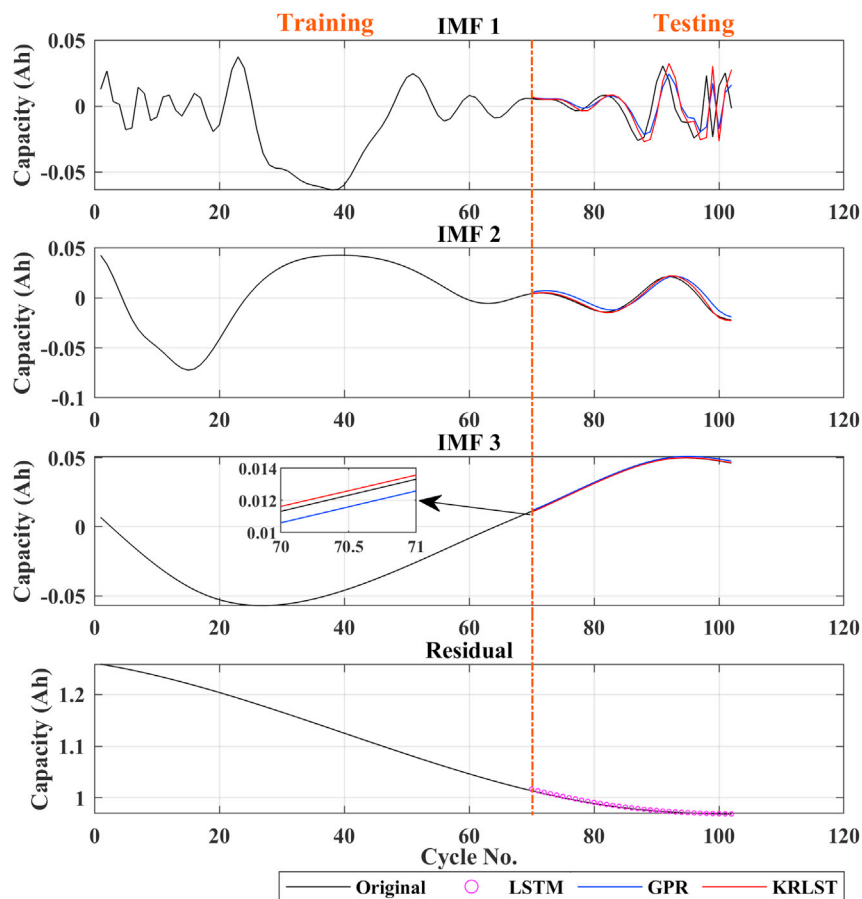 Training IMF 1 Testing
0.05
0
-0.05
Capacity (Ah)
0 20 40 60 80 100 120
IMF 2
0.05
0
-0.05
-0.1
Capacity (Ah)
0 20 40 60 80 100 120
IMF 3
0.05
0
-0.05
Capacity (Ah)
0.014
0.012
0.01
70 70.5 71
0 20 40 60 80 100 120
Residual
1.2
1.1
1
Capacity (Ah)
0 20 40 60 80 100 120
Cycle No.
Original LSTM GPR KRLST